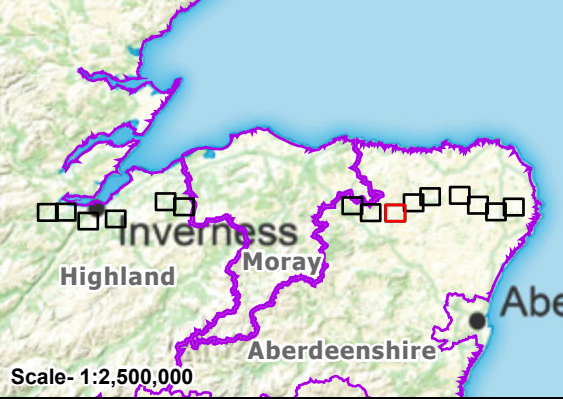 Inverness
Highland
Moray
Abe
Aberdeenshire
Scale- 1:2,500,000